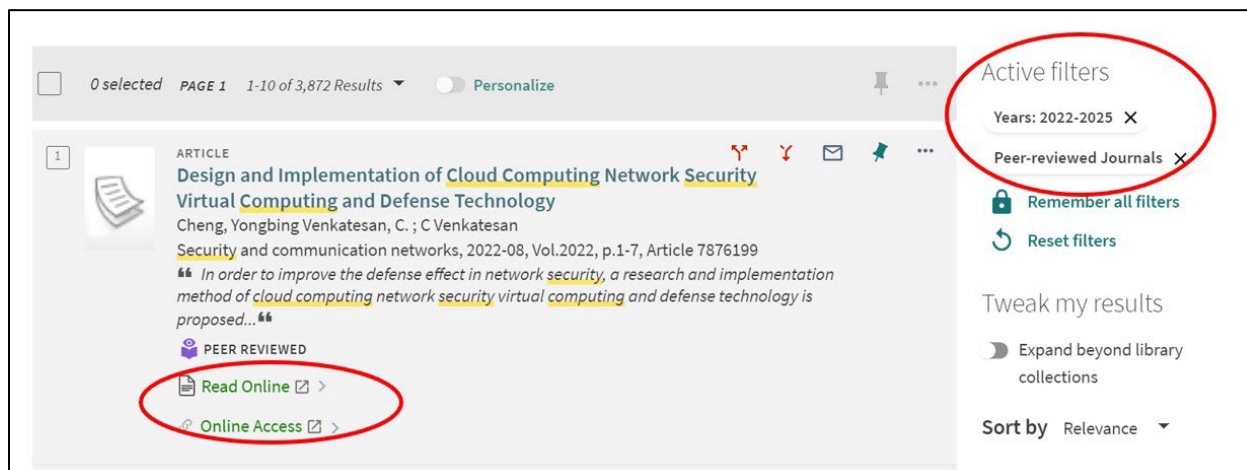 0 selected PAGE 1 1-10 of 3,872 Results Personalize
1
ARTICLE
Design and Implementation of Cloud Computing Network Security
Virtual Computing and Defense Technology
Cheng, Yongbing Venkatesan, C. ; C Venkatesan
Security and communication networks, 2022-08, Vol.2022, p.1-7, Article 7876199
❝ In order to improve the defense effect in network security, a research and implementation
method of cloud computing network security virtual computing and defense technology is
proposed...❝
PEER REVIEWED
Read Online
Online Access
Active filters
Years: 2022-2025 X
Peer-reviewed Journals X
Remember all filters
Reset filters
Tweak my results
Expand beyond library
collections
Sort by Relevance